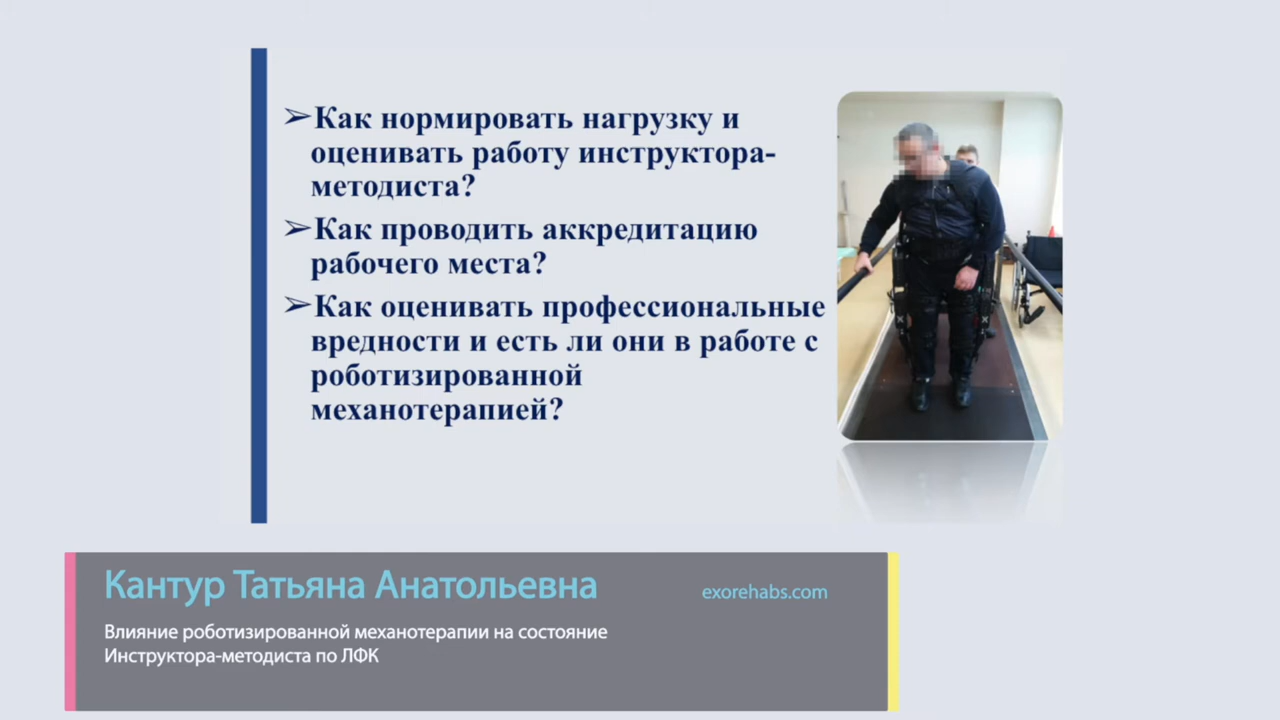 ➢Как нормировать нагрузку и
оценивать работу инструктора-
методиста?
➢Как проводить аккредитацию
рабочего места?
➢Как оценивать профессиональные
вредности и есть ли они в работе с
роботизированной
механотерапией?
Кантур Татьяна Анатольевна
exorehabs.com
Влияние роботизированной механотерапии на состояние
Инструктора-методиста по ЛФК